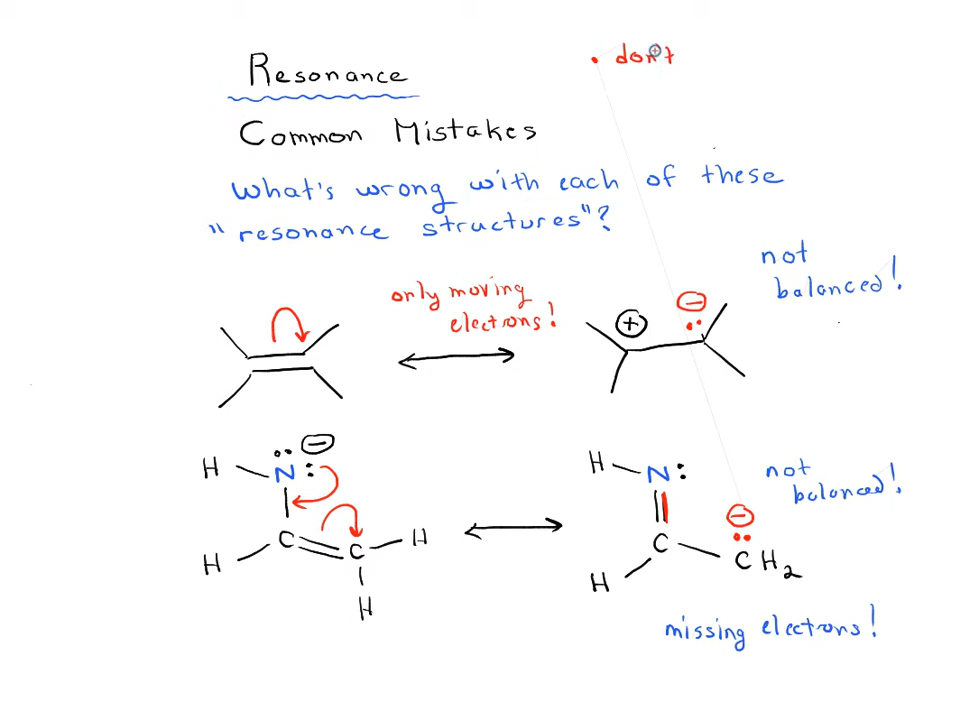 Resonance
• don't
Common Mistakes
What's wrong with each of these
"resonance structures"?
not
balanced!
only moving
electrons!
+
−
−
H
N
C
C
H
H
H
H
N
not
balanced!
−
C
CH2
H
missing electrons!